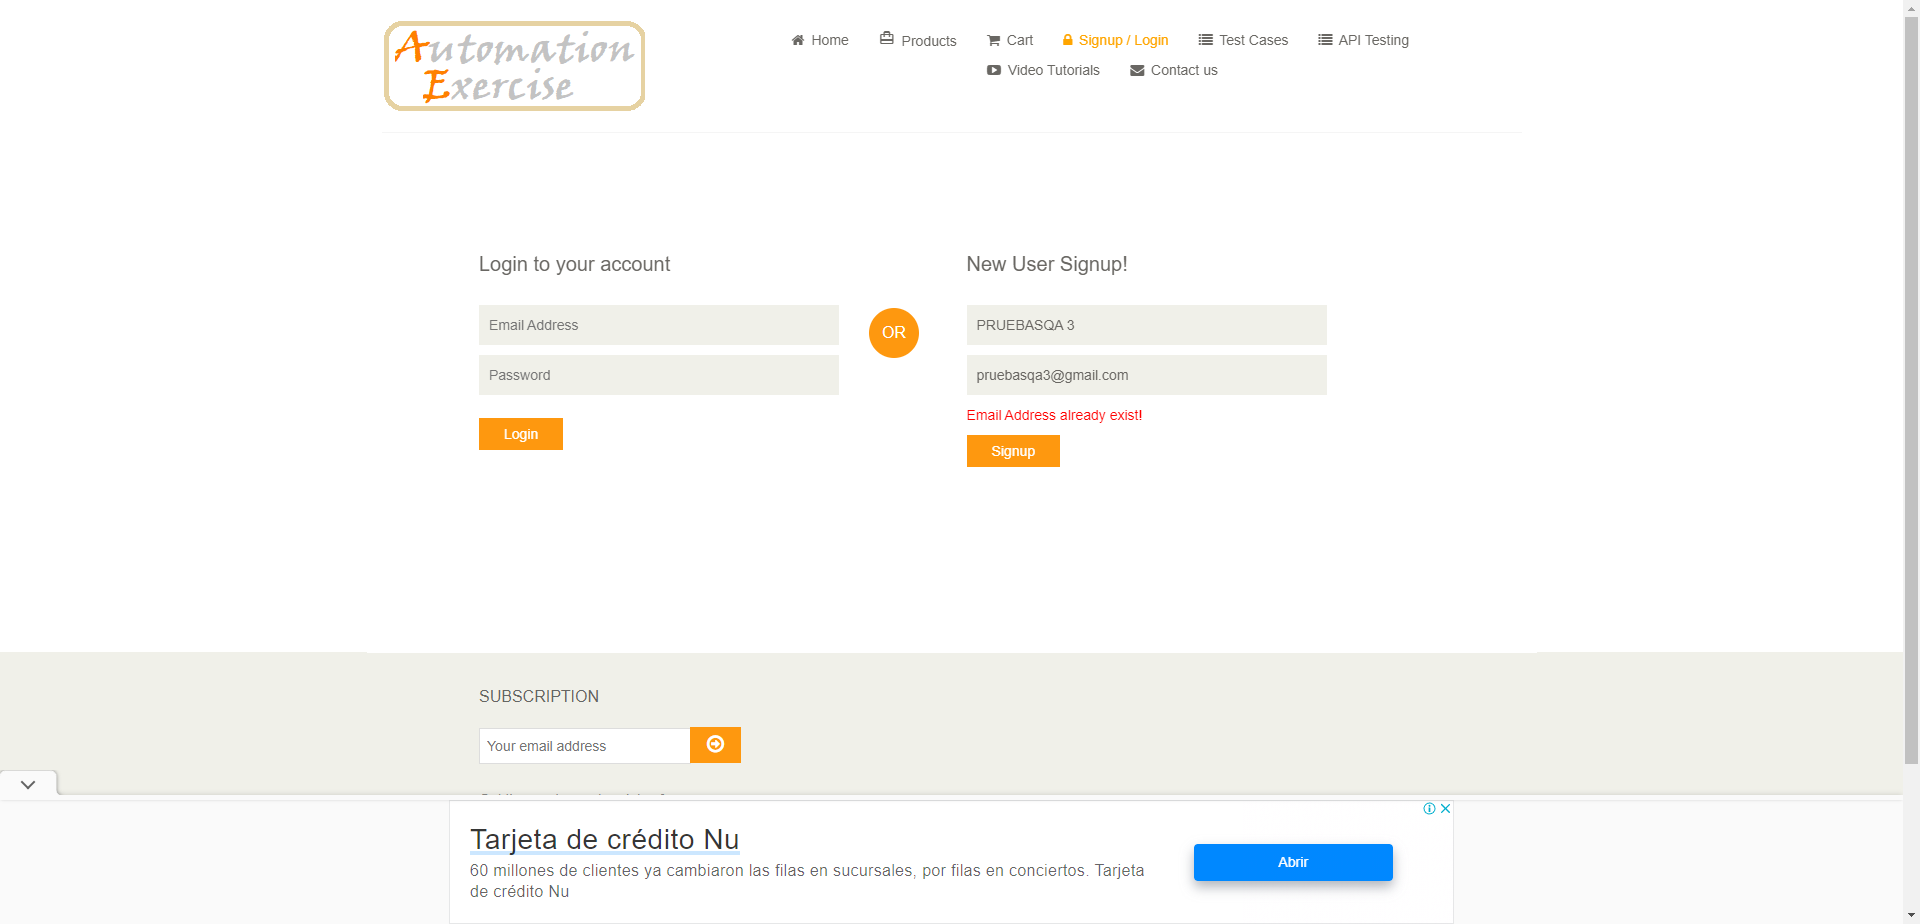 Automation
Exercise
Home
Products
Cart
Signup / Login
Test Cases
API Testing
Video Tutorials
Contact us
Login to your account
Email Address
Password
Login
OR
New User Signup!
PRUEBASQA 3
pruebasqa3@gmail.com
Email Address already exist!
Signup
SUBSCRIPTION
Your email address
Tarjeta de crédito Nu
60 millones de clientes ya cambiaron las filas en sucursales, por filas en conciertos. Tarjeta
de crédito Nu
Abrir